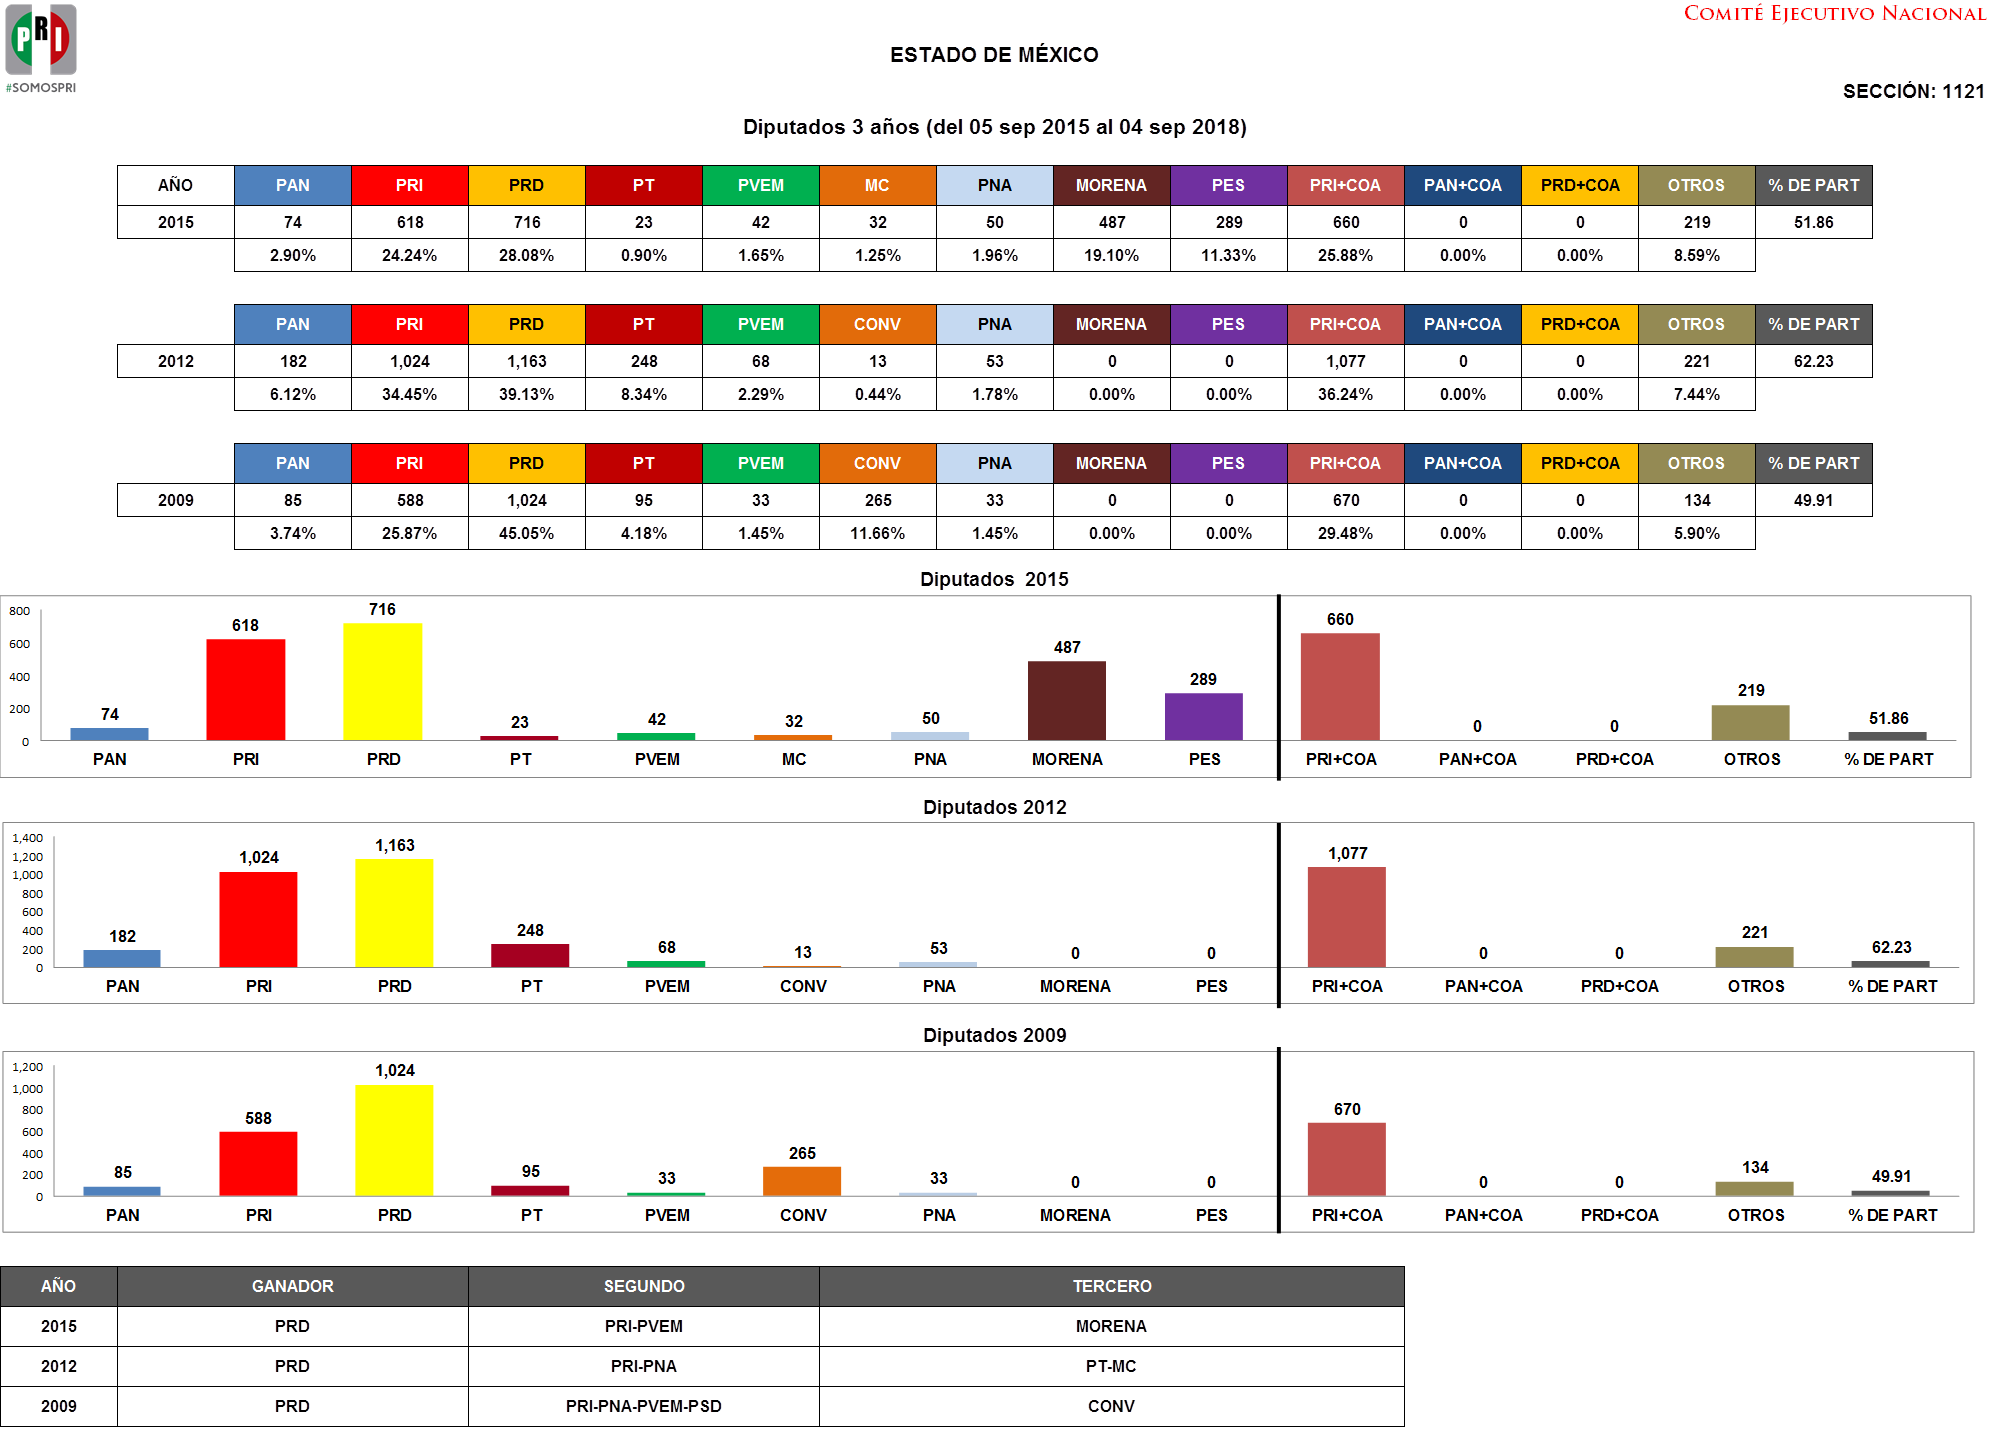 PRI
#SOMOSPRI
COMITÉ EJECUTIVO NACIONAL
ESTADO DE MÉXICO
SECCIÓN: 1121
Diputados 3 años (del 05 sep 2015 al 04 sep 2018)
AÑO PAN PRI PRD PT PVEM MC PNA MORENA PES PRI+COA PAN+COA PRD+COA OTROS % DE PART
2015 74 618 716 23 42 32 50 487 289 660 0 0 219 51.86
2.90% 24.24% 28.08% 0.90% 1.65% 1.25% 1.96% 19.10% 11.33% 25.88% 0.00% 0.00% 8.59%
PAN PRI PRD PT PVEM CONV PNA MORENA PES PRI+COA PAN+COA PRD+COA OTROS % DE PART
2012 182 1,024 1,163 248 68 13 53 0 0 1,077 0 0 221 62.23
6.12% 34.45% 39.13% 8.34% 2.29% 0.44% 1.78% 0.00% 0.00% 36.24% 0.00% 0.00% 7.44%
PAN PRI PRD PT PVEM CONV PNA MORENA PES PRI+COA PAN+COA PRD+COA OTROS % DE PART
2009 85 588 1,024 95 33 265 33 0 0 670 0 0 134 49.91
3.74% 25.87% 45.05% 4.18% 1.45% 11.66% 1.45% 0.00% 0.00% 29.48% 0.00% 0.00% 5.90%
Diputados 2015
800
600
400
200
0
74 618 716 23 42 32 50 487 289 660 0 0 219 51.86
PAN PRI PRD PT PVEM MC PNA MORENA PES PRI+COA PAN+COA PRD+COA OTROS % DE PART
Diputados 2012
1,400
1,200
1,000
800
600
400
200
0
182 1,024 1,163 248 68 13 53 0 0 1,077 0 0 221 62.23
PAN PRI PRD PT PVEM CONV PNA MORENA PES PRI+COA PAN+COA PRD+COA OTROS % DE PART
Diputados 2009
1,200
1,000
800
600
400
200
0
85 588 1,024 95 33 265 33 0 0 670 0 0 134 49.91
PAN PRI PRD PT PVEM CONV PNA MORENA PES PRI+COA PAN+COA PRD+COA OTROS % DE PART
AÑO GANADOR SEGUNDO TERCERO
2015 PRD PRI-PVEM MORENA
2012 PRD PRI-PNA PT-MC
2009 PRD PRI-PNA-PVEM-PSD CONV